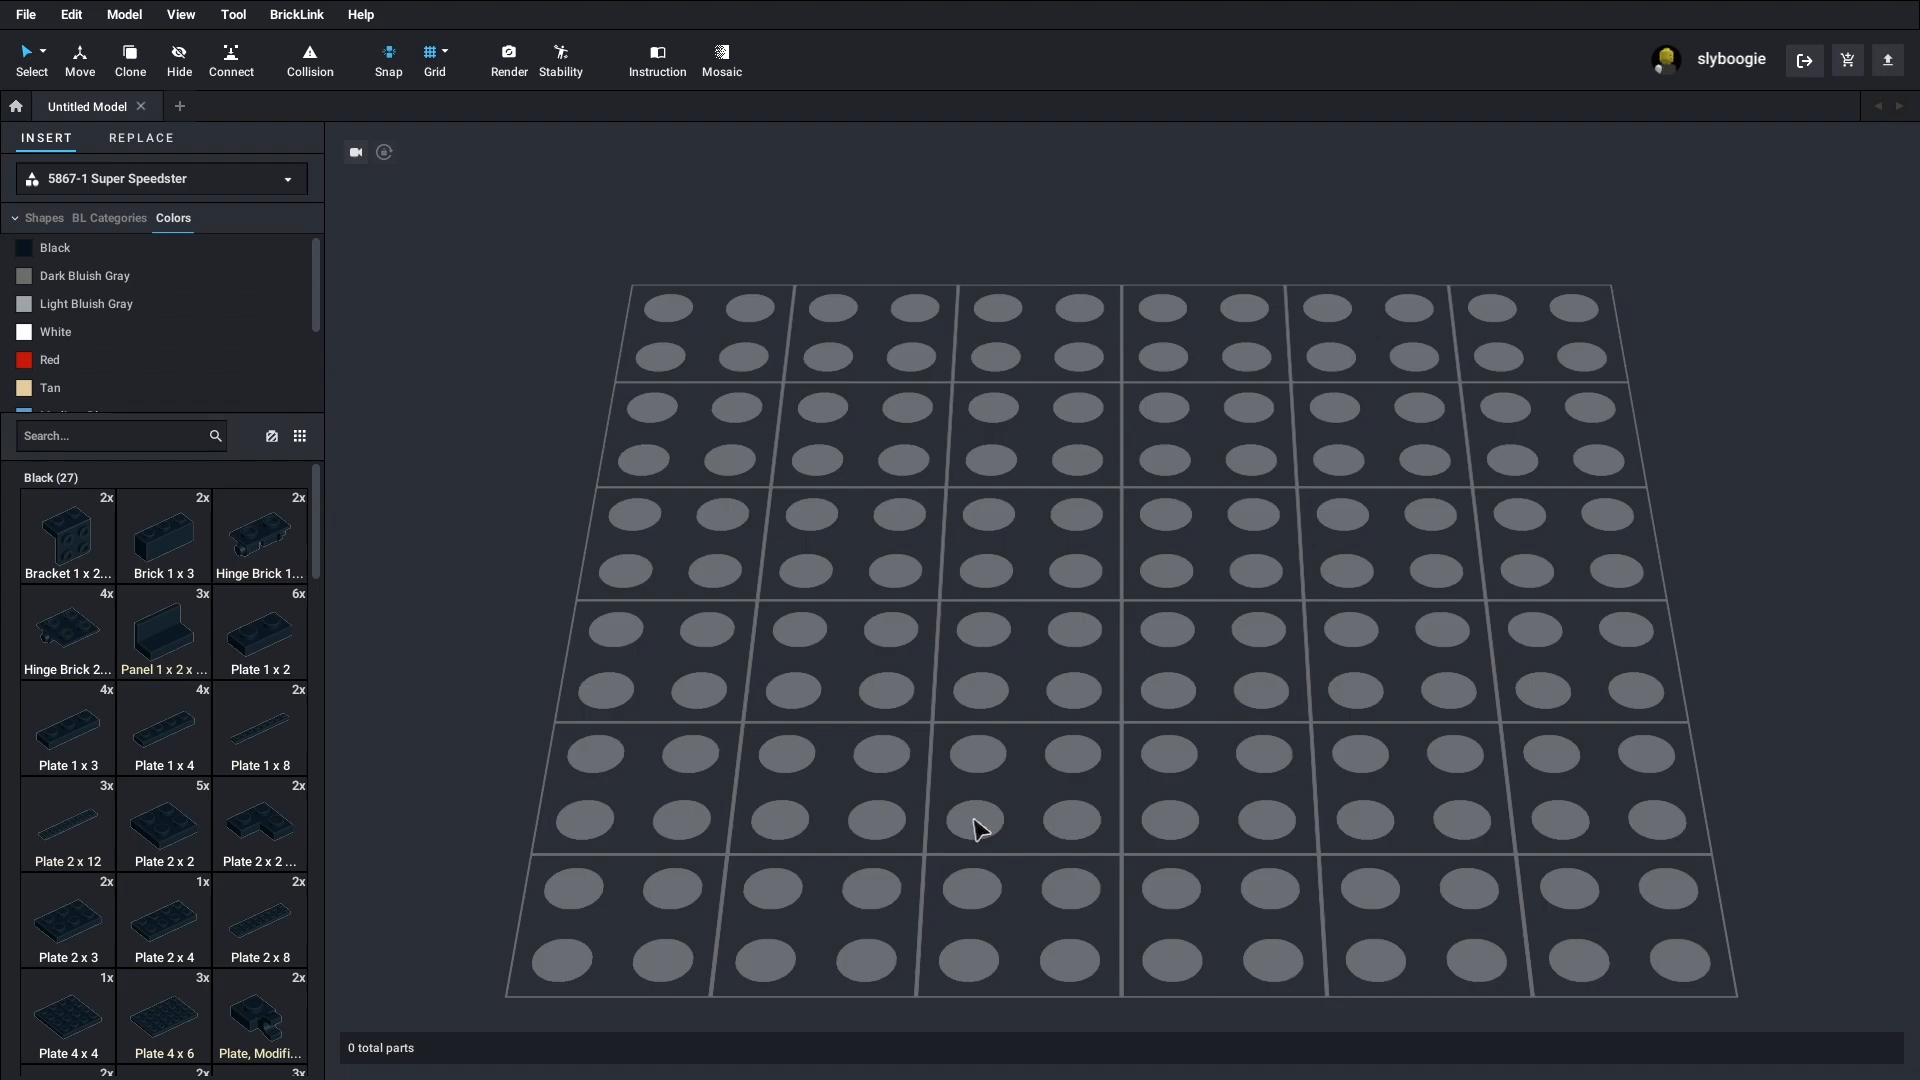 File Edit Model View Tool BrickLink Help
Select Move Clone Hide Connect Collision Snap Grid Render Stability Instruction Mosaic
slyboogie
Untitled Model
INSERT REPLACE
5867-1 Super Speedster
Shapes BL Categories Colors
Black
Dark Bluish Gray
Light Bluish Gray
White
Red
Tan
Search...
Black (27)
2x 2x 2x
Bracket 1 x 2... Brick 1 x 3 Hinge Brick 1...
4x 3x 6x
Hinge Brick 2... Panel 1 x 2 x ... Plate 1 x 2
4x 4x 2x
Plate 1 x 3 Plate 1 x 4 Plate 1 x 8
3x 5x 2x
Plate 2 x 12 Plate 2 x 2 Plate 2 x 2 ...
2x 1x 2x
Plate 2 x 3 Plate 2 x 4 Plate 2 x 8
1x 3x 2x
Plate 4 x 4 Plate 4 x 6 Plate, Modifi...
2x 2x 3x
0 total parts